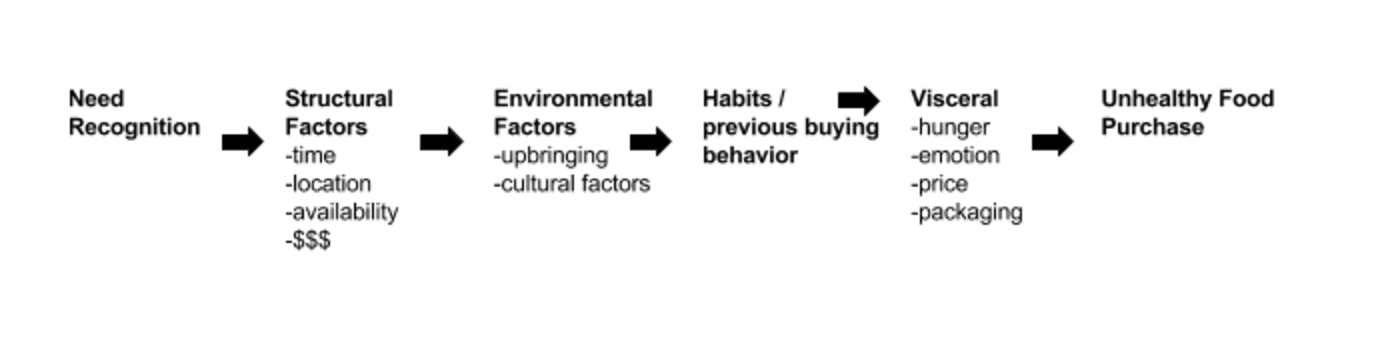 Need
Recognition
Structural
Factors
-time
-location
-availability
-$$$
Environmental
Factors
-upbringing
-cultural factors
Habits /
previous buying
behavior
Visceral
-hunger
-emotion
-price
-packaging
Unhealthy Food
Purchase